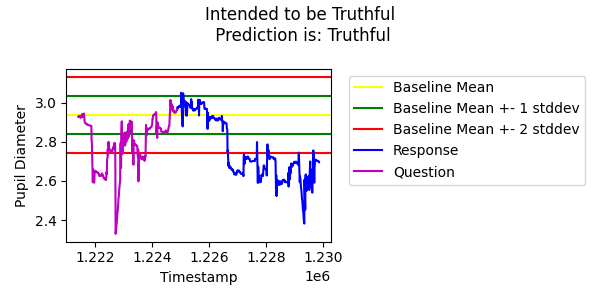 Intended to be Truthful
Prediction is: Truthful
Pupil Diameter
3.0
2.8
2.6
2.4
1.222
1.224
1.226
1.228
1.230
1e6
Timestamp
Baseline Mean
Baseline Mean +- 1 stddev
Baseline Mean +- 2 stddev
Response
Question